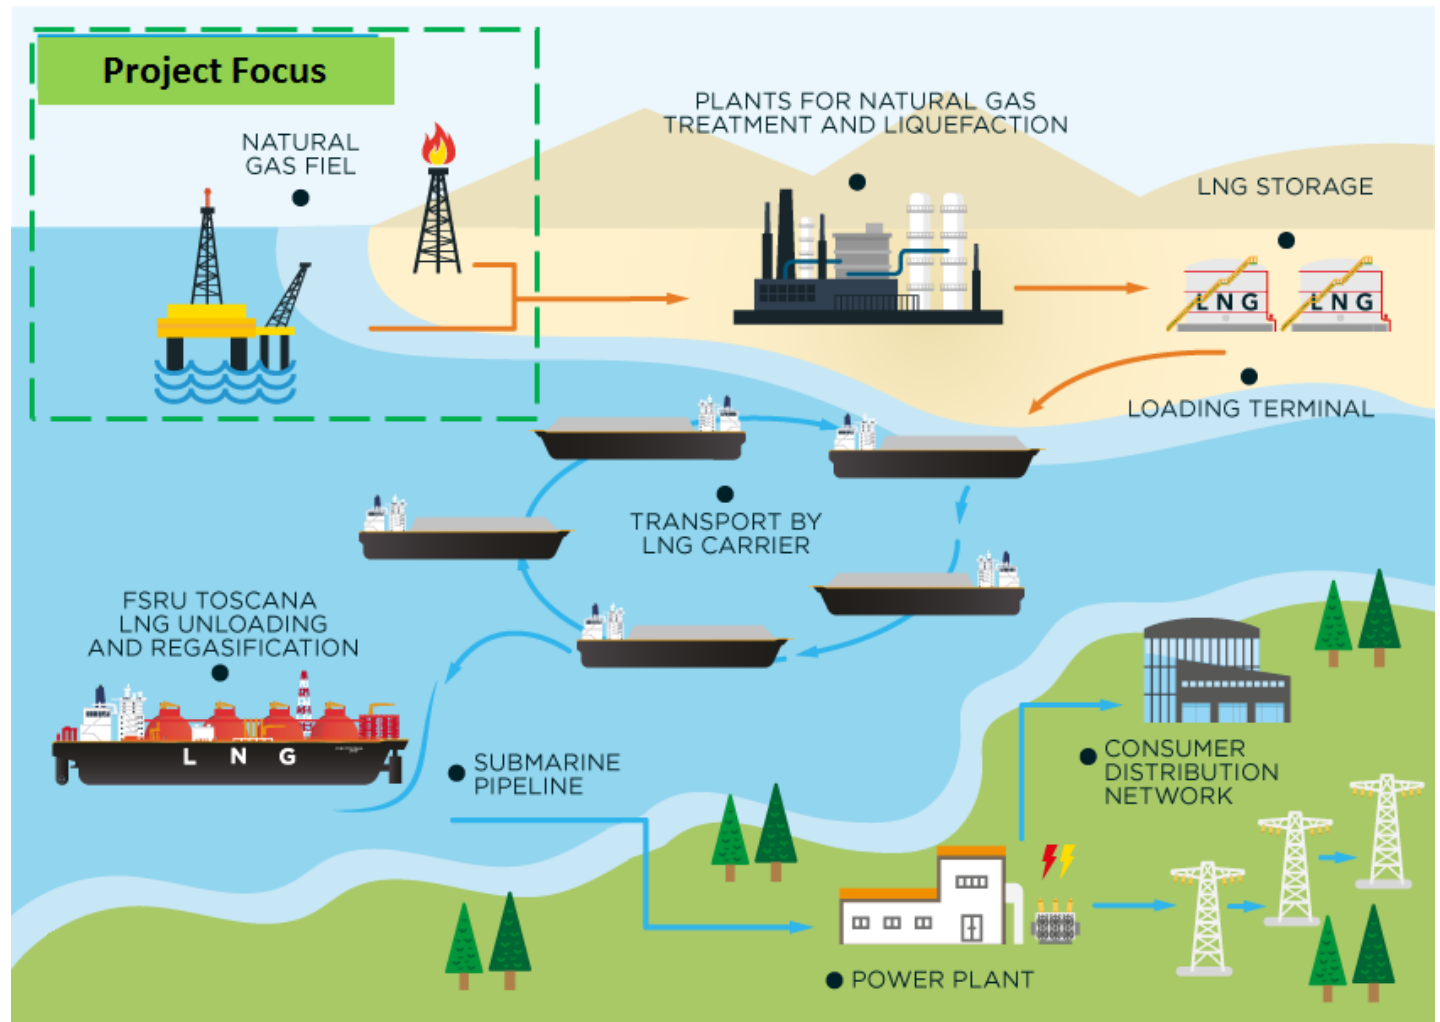 Project Focus
NATURAL
GAS FIEL
PLANTS FOR NATURAL GAS
TREATMENT AND LIQUEFACTION
LNG STORAGE
LNG
LNG
LOADING TERMINAL
TRANSPORT BY
LNG CARRIER
FSRU TOSCANA
LNG UNLOADING
AND REGASIFICATION
L N G
SUBMARINE
PIPELINE
CONSUMER
DISTRIBUTION
NETWORK
POWER PLANT